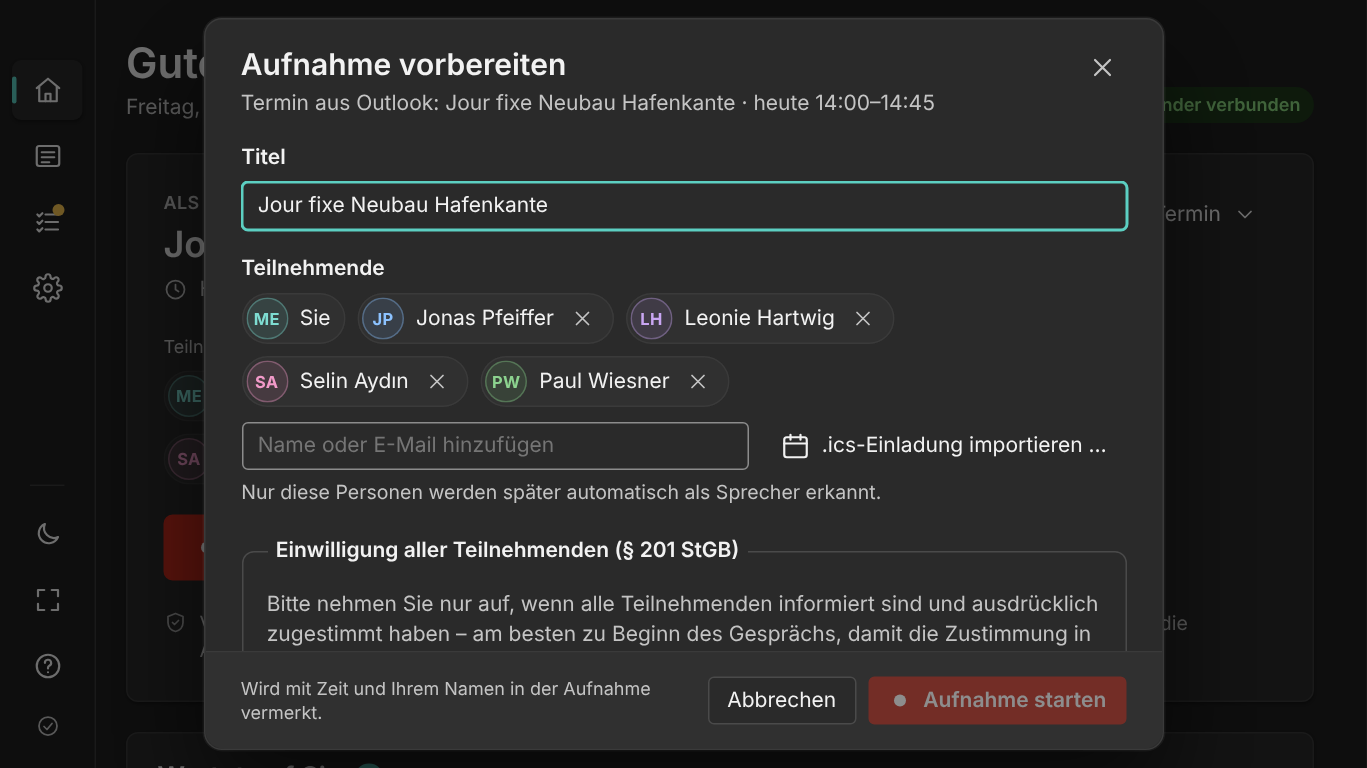 Aufnahme vorbereiten
Termin aus Outlook: Jour fixe Neubau Hafenkante · heute 14:00–14:45
Freitag,
nder verbunden
Titel
Jour fixe Neubau Hafenkante
ALS
ermin
Jo
Teilnehmende
ME Sie
JP Jonas Pfeiffer
LH Leonie Hartwig
Teiln
SA Selin Aydın
PW Paul Wiesner
ME
Name oder E-Mail hinzufügen
.ics-Einladung importieren ...
SA
Nur diese Personen werden später automatisch als Sprecher erkannt.
Einwilligung aller Teilnehmenden (§ 201 StGB)
Bitte nehmen Sie nur auf, wenn alle Teilnehmenden informiert sind und ausdrücklich
zugestimmt haben – am besten zu Beginn des Gesprächs, damit die Zustimmung in
die
Wird mit Zeit und Ihrem Namen in der Aufnahme
vermerkt.
Abbrechen
Aufnahme starten